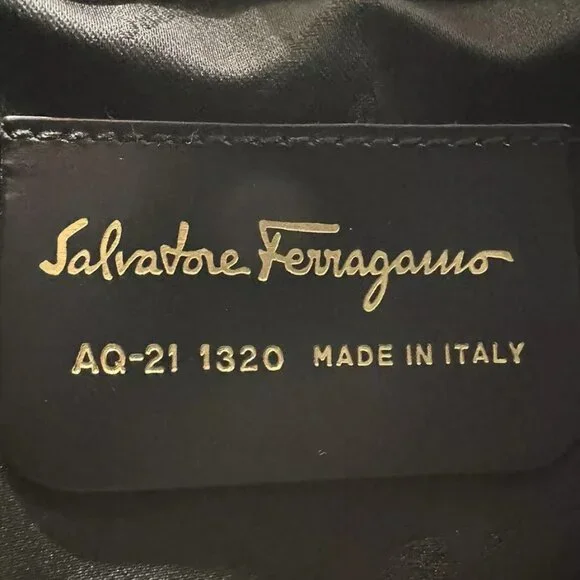 Salvatore Ferragamo
AQ-21 1320 MADE IN ITALY